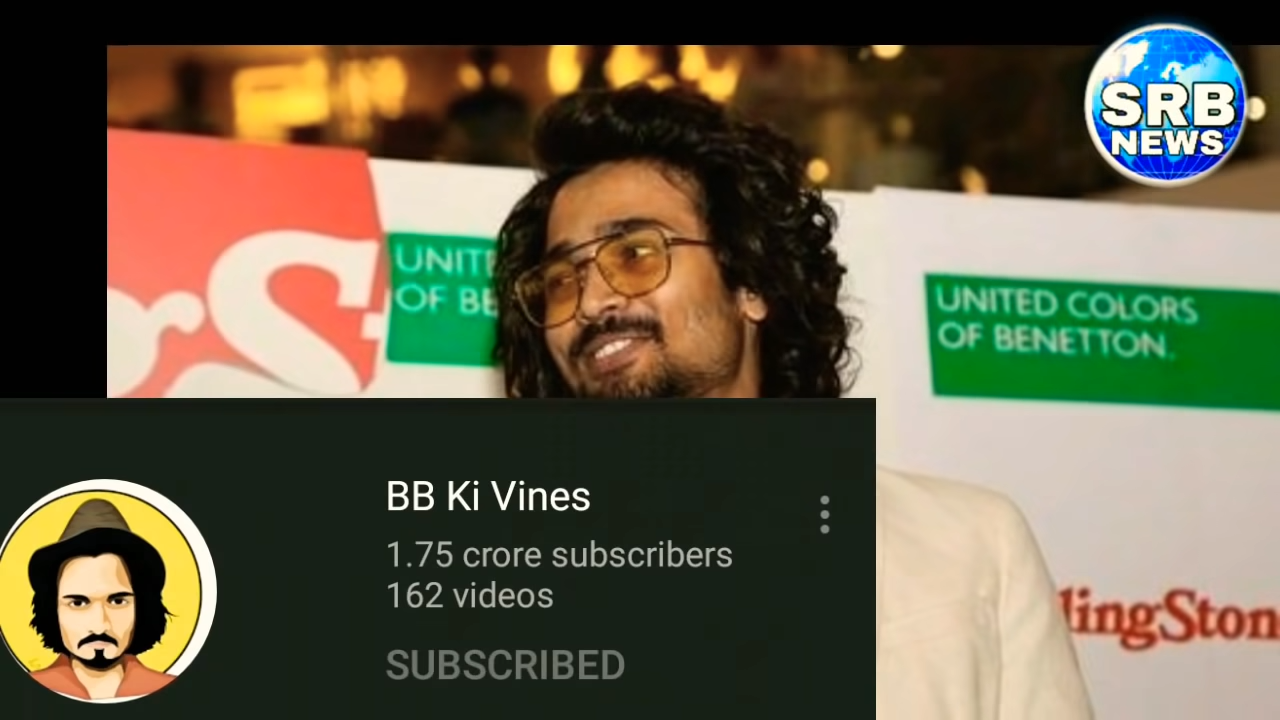 SRB
NEWS
UNITE
OF BE
UNITED COLORS
OF BENETTON.
BB Ki Vines
1.75 crore subscribers
162 videos
SUBSCRIBED
lingSton